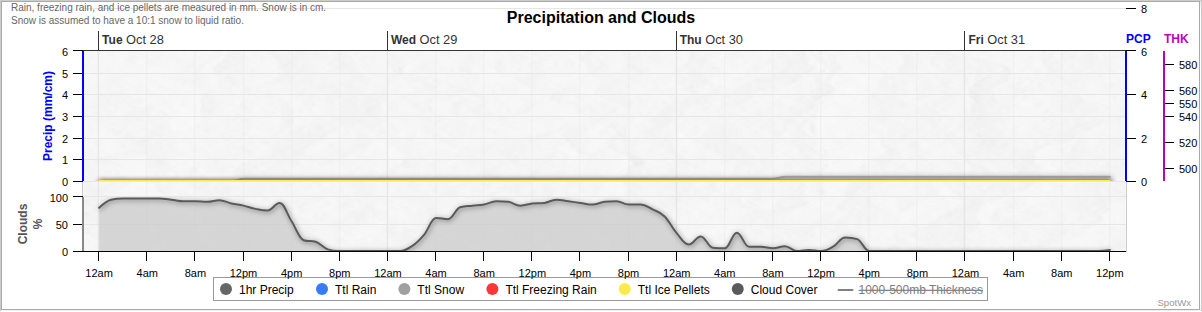 Rain, freezing rain, and ice pellets are measured in mm. Snow is in cm.
Snow is assumed to have a 10:1 snow to liquid ratio.
Precipitation and Clouds
8
Tue Oct 28 Wed Oct 29 Thu Oct 30 Fri Oct 31
PCP THK
Precip (mm/cm)
6
5
4
3
2
1
0
6
4
2
0
580
560
550
540
520
500
Clouds
%
100
50
0
12am 4am 8am 12pm 4am 8pm 12am 4am 8am 12pm 4am 8pm 12am 4am 8am 12pm 4am 8pm 12am 4am 8am 12pm
1hr Precip Ttl Rain Ttl Snow Ttl Freezing Rain Ttl Ice Pellets Cloud Cover 1000-500mb Thickness
SpotWx